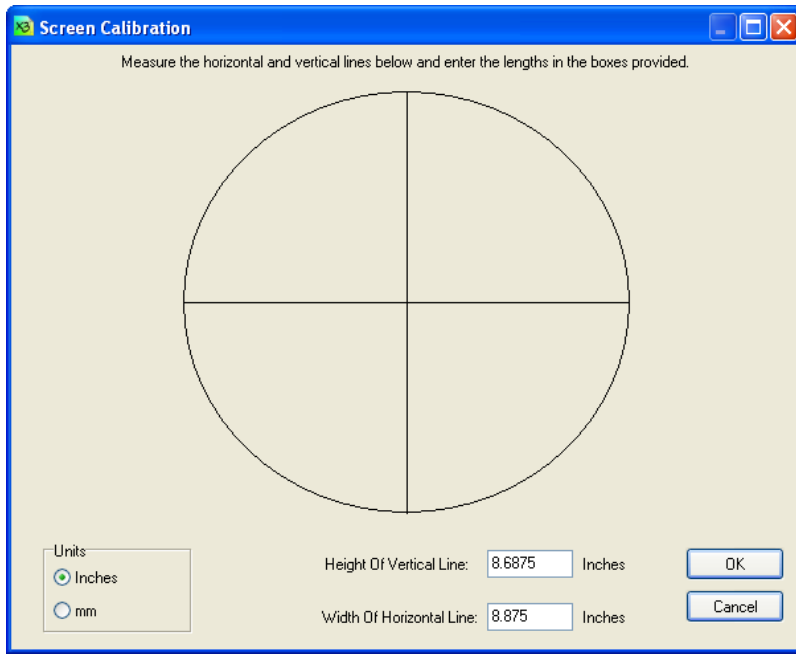 X3 Screen Calibration
Measure the horizontal and vertical lines below and enter the lengths in the boxes provided.
Units
Inches
mm
Height Of Vertical Line: 8.6875 Inches
Width Of Horizontal Line: 8.875 Inches
OK
Cancel